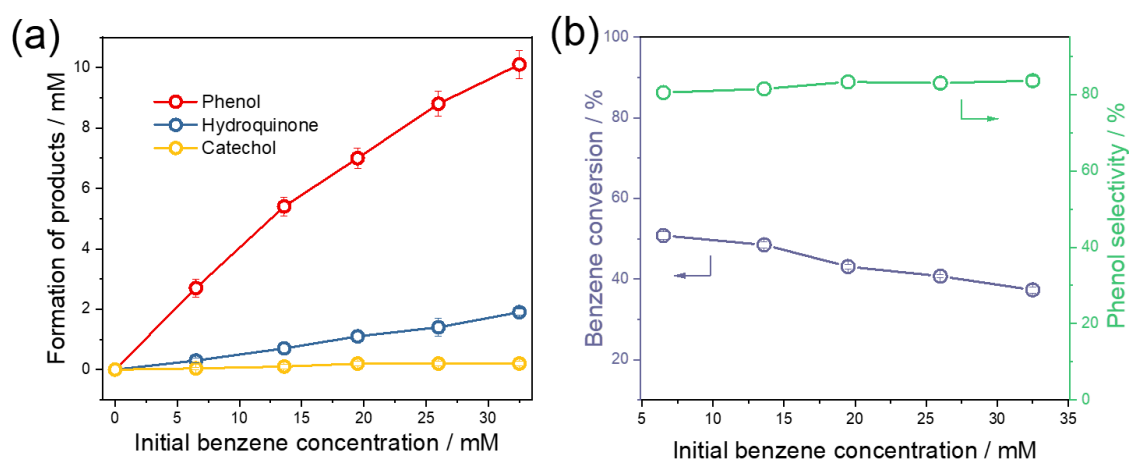 (a)
Formation of products / mM
10
8
6
4
2
0
Phenol
Hydroquinone
Catechol
0 5 10 15 20 25 30
Initial benzene concentration / mM
(b)
Benzene conversion / %
100
80
60
40
20
5 10 15 20 25 30 35
Initial benzene concentration / mM
80
60
40
20
0
Phenol selectivity / %